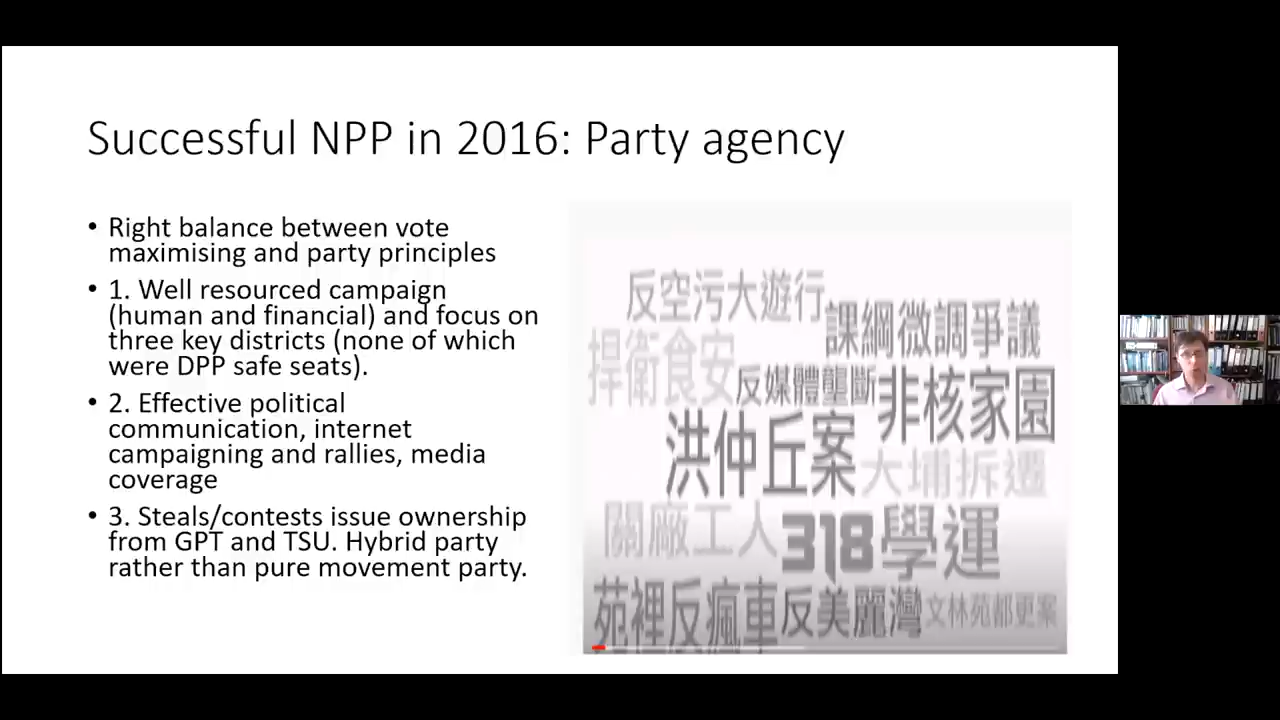 Successful NPP in 2016: Party agency
• Right balance between vote
maximising and party principles
• 1. Well resourced campaign
(human and financial) and focus on
three key districts (none of which
were DPP safe seats).
• 2. Effective political
communication, internet
campaigning and rallies, media
coverage
• 3. Steals/contests issue ownership
from GPT and TSU. Hybrid party
rather than pure movement party.
反空污大遊行
課綱微調爭議
捍衛食安
反媒體壟斷
非核家園
洪仲丘案
大埔拆遷
關廠工人
318學運
苑裡反瘋車
反美麗灣
文林苑都更案